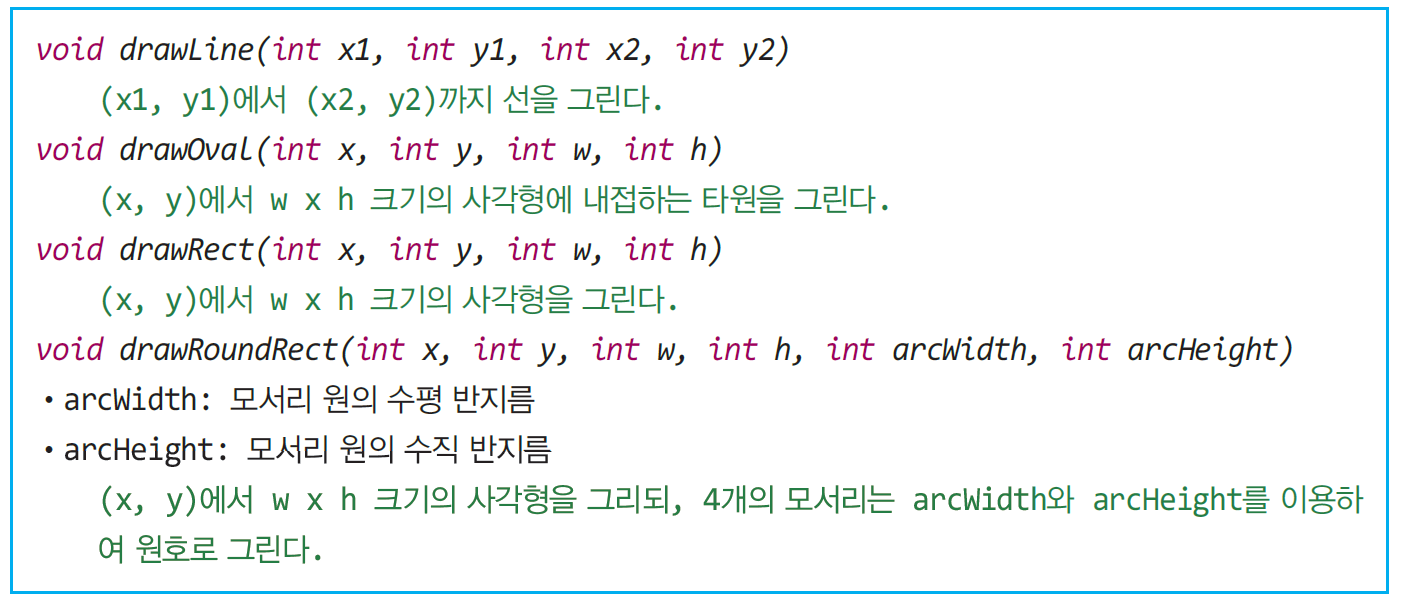 void drawLine(int x1, int y1, int x2, int y2)
(x1, y1)에서 (x2, y2)까지 선을 그린다.
void drawOval(int x, int y, int w, int h)
(x, y)에서 w x h 크기의 사각형에 내접하는 타원을 그린다.
void drawRect(int x, int y, int w, int h)
(x, y)에서 w x h 크기의 사각형을 그린다.
void drawRoundRect(int x, int y, int w, int h, int arcWidth, int arcHeight)
• arcWidth: 모서리 원의 수평 반지름
• arcHeight: 모서리 원의 수직 반지름
(x, y)에서 w x h 크기의 사각형을 그리되, 4개의 모서리는 arcWidth와 arcHeight를 이용하
여 원호로 그린다.